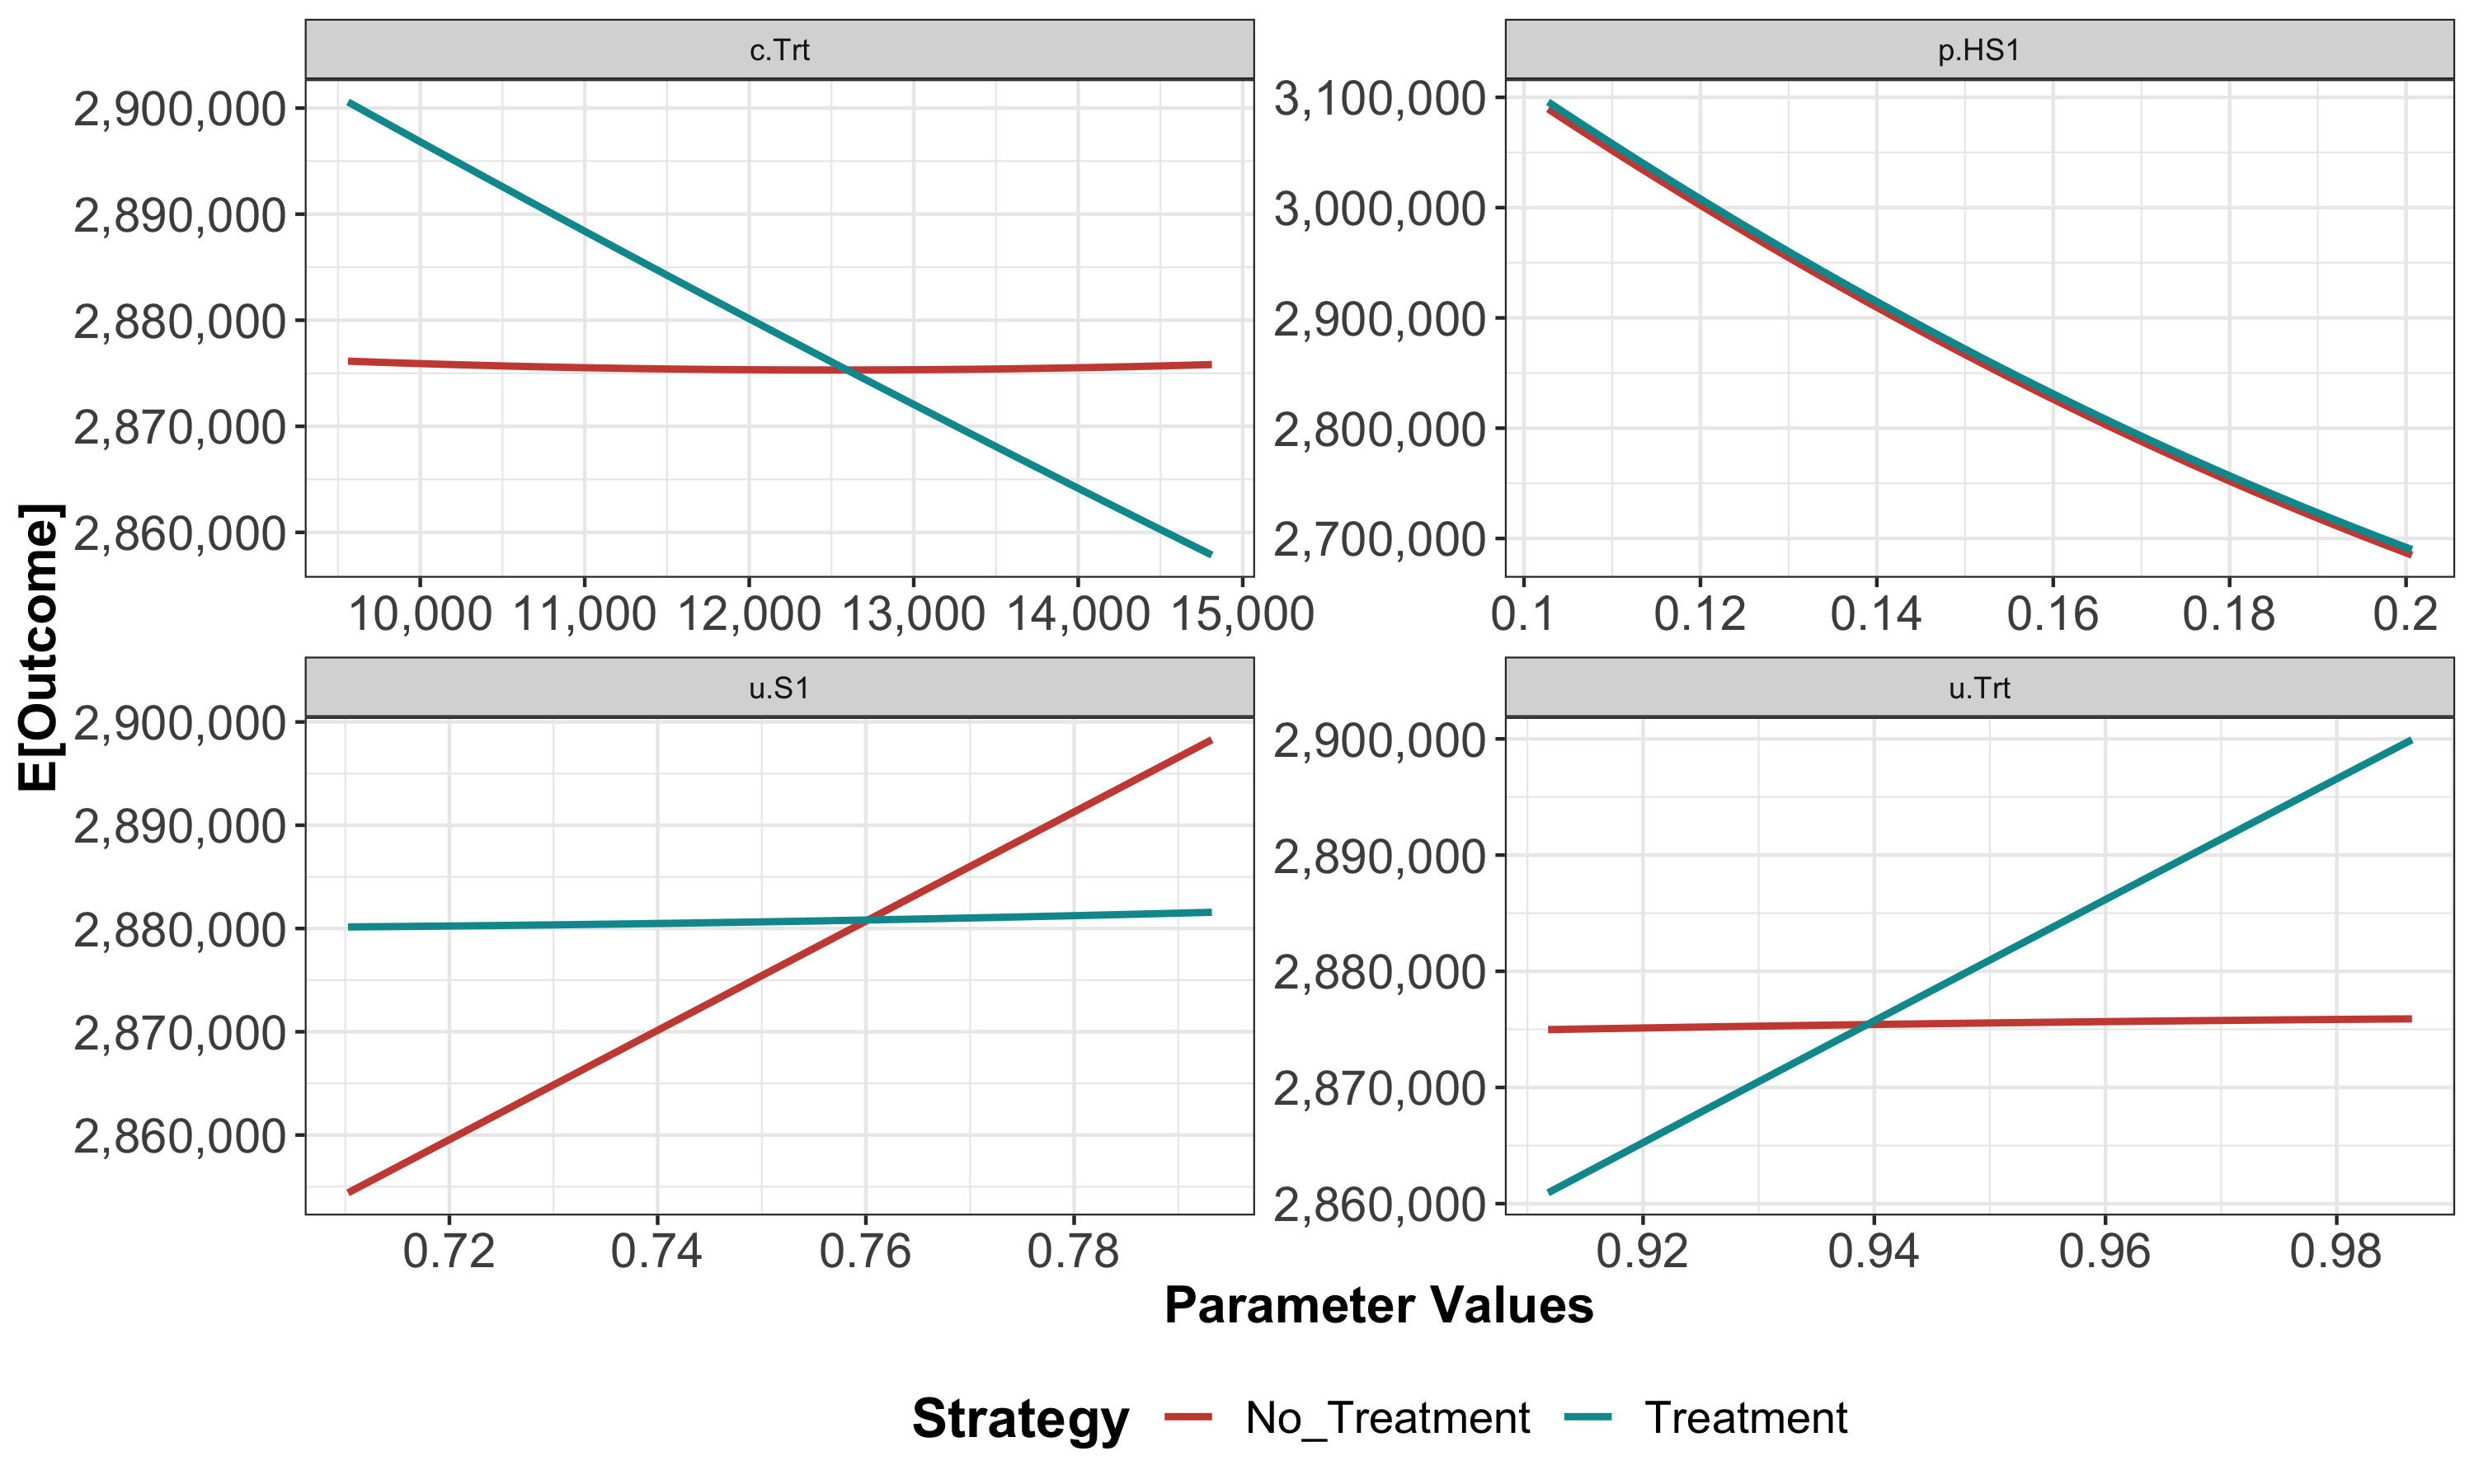 c.Trt
2,900,000
2,890,000
2,880,000
2,870,000
2,860,000
10,000 11,000 12,000 13,000 14,000 15,000
p.HS1
3,100,000
3,000,000
2,900,000
2,800,000
2,700,000
0.1 0.12 0.14 0.16 0.18 0.2
E[Outcome]
u.S1
2,900,000
2,890,000
2,880,000
2,870,000
2,860,000
0.72 0.74 0.76 0.78
u.Trt
2,900,000
2,890,000
2,880,000
2,870,000
2,860,000
0.92 0.94 0.96 0.98
Parameter Values
Strategy No_Treatment Treatment